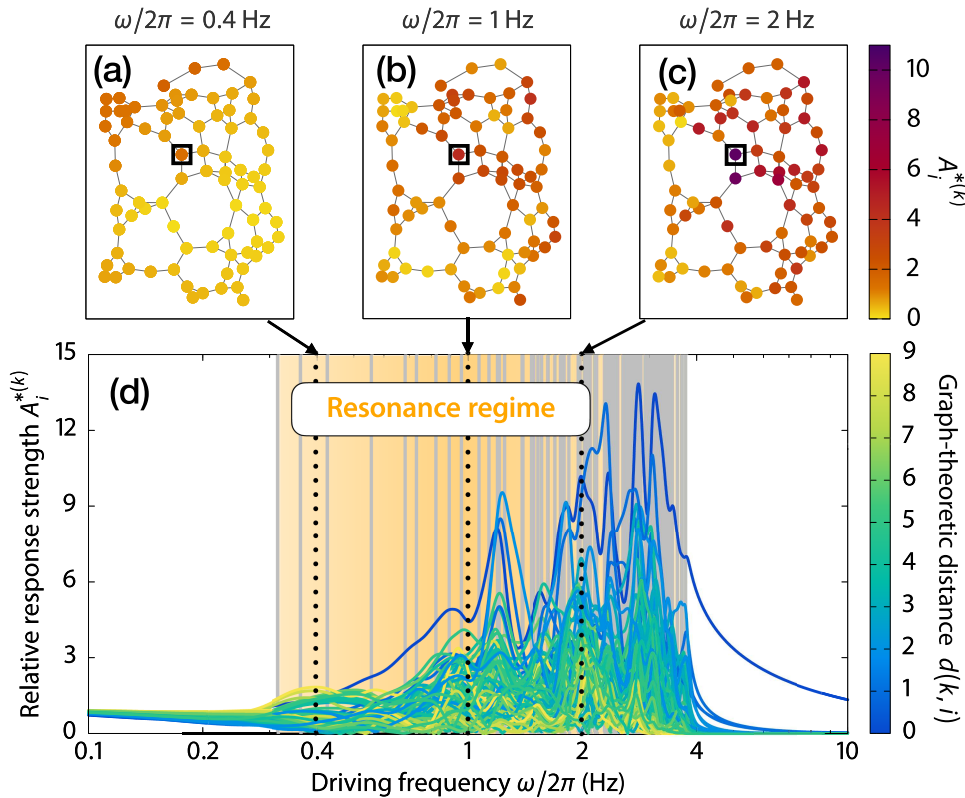 ω/2π = 0.4 Hz
ω/2π = 1 Hz
ω/2π = 2 Hz
(a)
(b)
(c)
10
8
6
4
2
0
A_i^{*(k)}
15
12
9
6
3
0
Relative response strength A_i^{*(k)}
(d)
Resonance regime
0.1
0.2
0.4
1
2
4
10
Driving frequency ω/2π (Hz)
9
8
7
6
5
4
3
2
1
0
Graph-theoretic distance d(k, i)